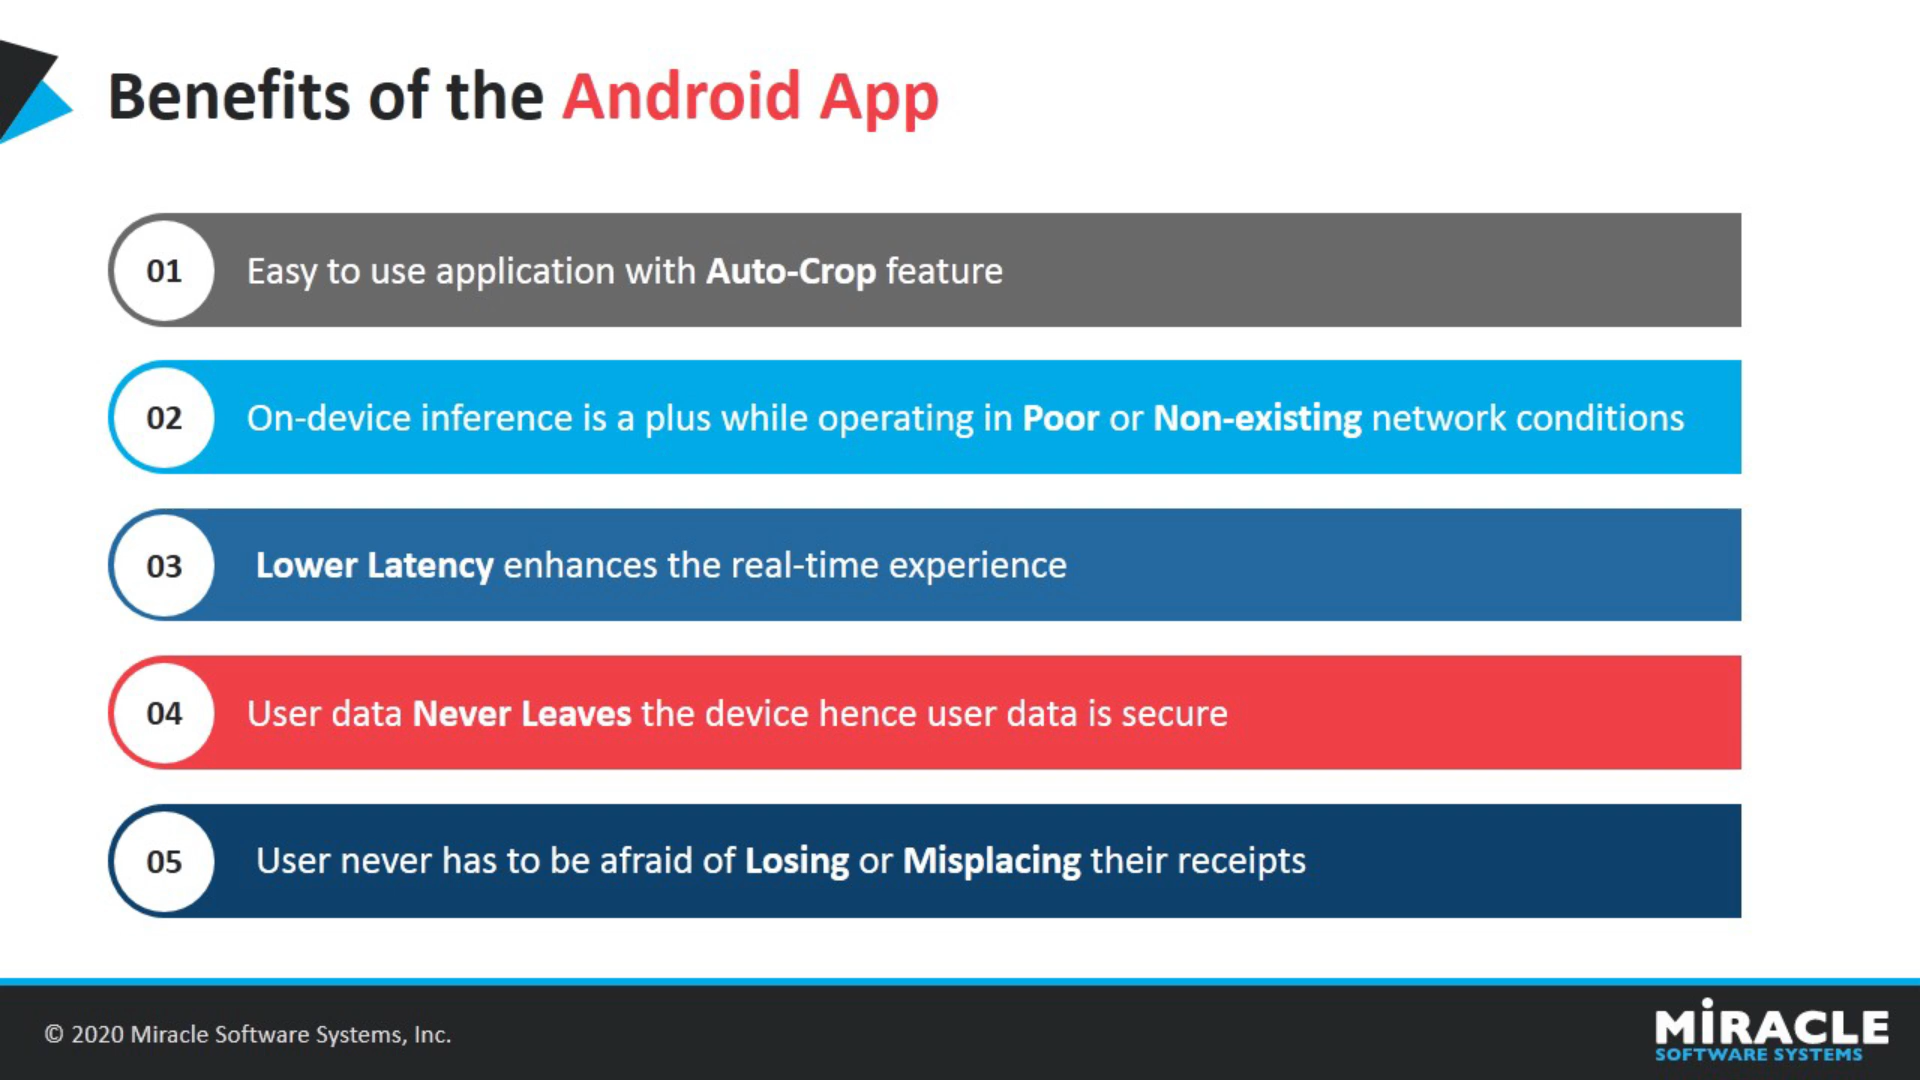 Benefits of the Android App
01
Easy to use application with Auto-Crop feature
02
On-device inference is a plus while operating in Poor or Non-existing network conditions
03
Lower Latency enhances the real-time experience
04
User data Never Leaves the device hence user data is secure
05
User never has to be afraid of Losing or Misplacing their receipts
© 2020 Miracle Software Systems, Inc.
MiRACLE
SOFTWARE SYSTEMS